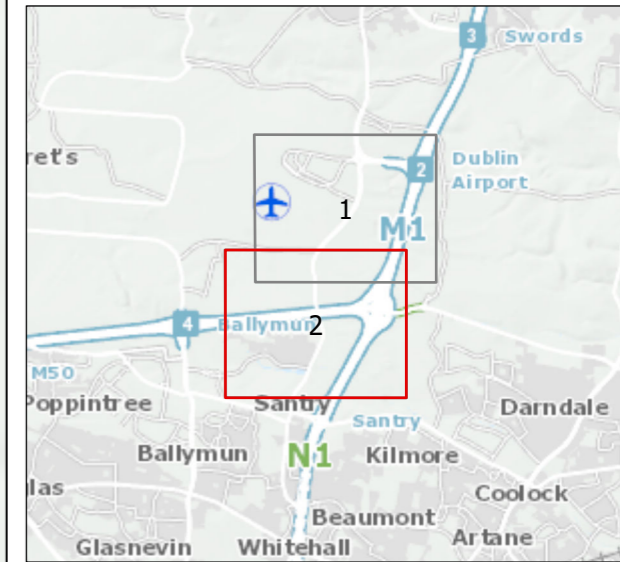 3 Swords
ret's
2 Dublin
Airport
1
M1
4 Ballymun
2
M50
Poppintree
Santry
Darndale
Santry
Ballymun
N1
Kilmore
las
Coolock
Beaumont
Artane
Glasnevin
Whitehall